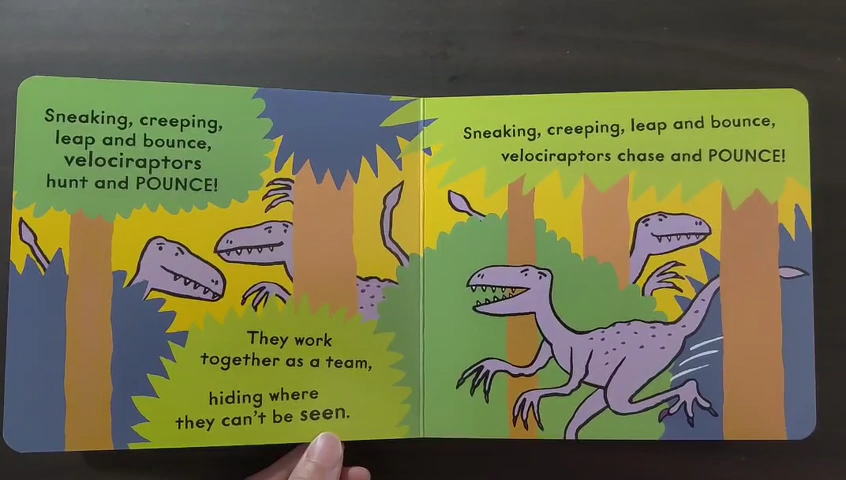 Sneaking, creeping,
leap and bounce,
velociraptors
hunt and POUNCE!
They work
together as a team,
hiding where
they can't be seen.
Sneaking, creeping, leap and bounce,
velociraptors chase and POUNCE!